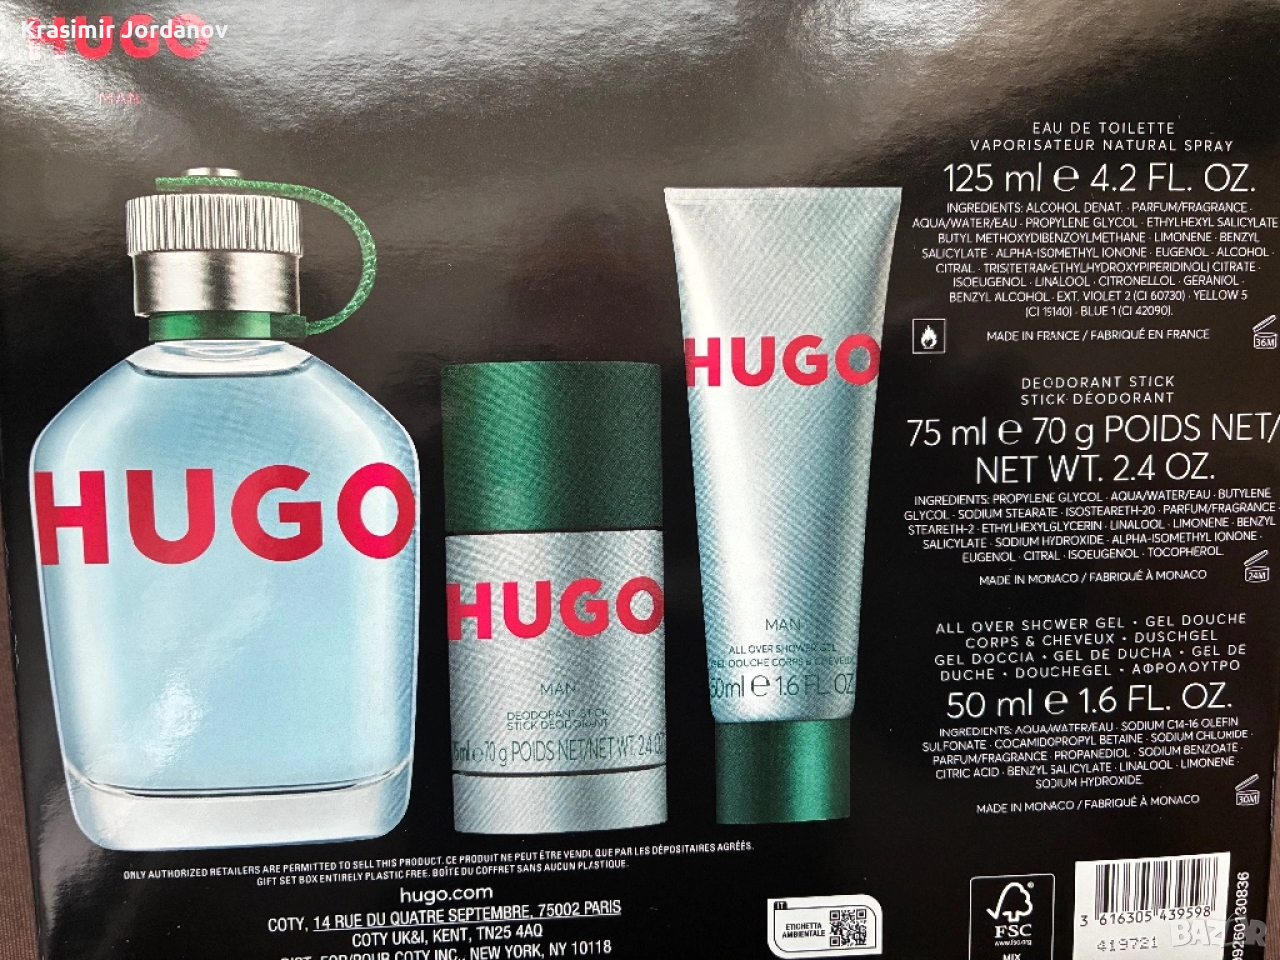 Krasimir Jordanov
HUGO
MAN
HUGO
HUGO
MAN
DEODORANT STICK
STICK DÉODORANT
75ml e 70 g POIDS NET/NET WT. 2.4 OZ
HUGO
MAN
ALL OVER SHOWER GEL
GEL DOUCHE CORPS & CHEVEUX
50ml e 1.6 FL. OZ
EAU DE TOILETTE
VAPORISATEUR NATURAL SPRAY
125 ml e 4.2 FL. OZ.
INGREDIENTS: ALCOHOL DENAT. · PARFUM/FRAGRANCE ·
AQUA/WATER/EAU · PROPYLENE GLYCOL · ETHYLHEXYL SALICYLATE
BUTYL METHOXYDIBENZOYLMETHANE · LIMONENE · BENZYL
SALICYLATE · ALPHA-ISOMETHYL IONONE · EUGENOL · ALCOHOL ·
CITRAL · TRIS(TETRAMETHYLHYDROXYPIPERIDINOL) CITRATE ·
ISOEUGENOL · LINALOOL · CITRONELLOL · GERANIOL ·
BENZYL ALCOHOL · EXT. VIOLET 2 (CI 60730) · YELLOW 5
(CI 19140) · BLUE 1 (CI 42090).
MADE IN FRANCE / FABRIQUÉ EN FRANCE
36M
DEODORANT STICK
STICK DÉODORANT
75 ml e 70 g POIDS NET/
NET WT. 2.4 OZ.
INGREDIENTS: PROPYLENE GLYCOL · AQUA/WATER/EAU · BUTYLENE
GLYCOL · SODIUM STEARATE · ISOSTEARETH-20 · PARFUM/FRAGRANCE ·
STEARETH-2 · ETHYLHEXYLGLYCERIN · LINALOOL · LIMONENE · BENZYL
SALICYLATE · SODIUM HYDROXIDE · ALPHA-ISOMETHYL IONONE ·
EUGENOL · CITRAL · ISOEUGENOL · TOCOPHEROL.
MADE IN MONACO / FABRIQUÉ À MONACO
24M
ALL OVER SHOWER GEL · GEL DOUCHE
CORPS & CHEVEUX · DUSCHGEL
GEL DOCCIA · GEL DE DUCHA · GEL DE
DUCHE · DOUCHEGEL · ΑΦΡΟΛΟΥΤΡΟ
50 ml e 1.6 FL. OZ.
INGREDIENTS: AQUA/WATER/EAU · SODIUM C14-16 OLEFIN
SULFONATE · COCAMIDOPROPYL BETAINE · SODIUM CHLORIDE ·
PARFUM/FRAGRANCE · PROPANEDIOL · SODIUM BENZOATE ·
CITRIC ACID · BENZYL SALICYLATE · LINALOOL · LIMONENE ·
SODIUM HYDROXIDE
MADE IN MONACO / FABRIQUÉ À MONACO
30M
ONLY AUTHORIZED RETAILERS ARE PERMITTED TO SELL THIS PRODUCT. CE PRODUIT NE PEUT ÊTRE VENDU QUE PAR LES DÉPOSITAIRES AGRÉÉS.
GIFT SET BOX ENTIRELY PLASTIC FREE. BOÎTE DU COFFRET SANS AUCUN PLASTIQUE.
hugo.com
COTY, 14 RUE DU QUATRE SEPTEMBRE, 75002 PARIS
COTY UK&I, KENT, TN25 4AQ
DIST. FOR/POUR COTY INC., NEW YORK, NY 10118
IT
ETICHETTA
AMBIENTALE
FSC
www.fsc.org
MIX
3 616305 439598
419721
99260130836
BAZAR